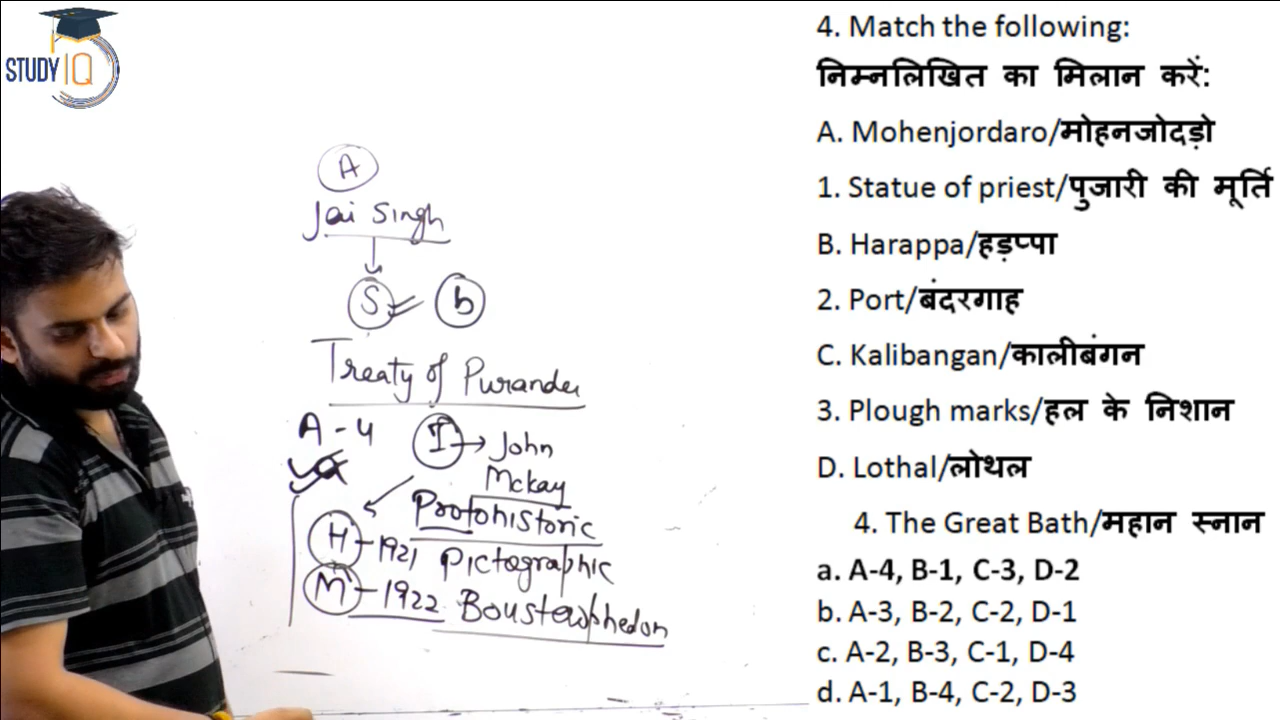 STUDY IQ
A
Jai Singh
S b
Treaty of Purander
A - 4 I → John
a Mckay
Protohistoric
H - 1921 Pictographic
M - 1922 Boustrophedon
4. Match the following:
निम्नलिखित का मिलान करें:
A. Mohenjordaro/मोहनजोदड़ो
1. Statue of priest/पुजारी की मूर्ति
B. Harappa/हड़प्पा
2. Port/बंदरगाह
C. Kalibangan/कालीबंगन
3. Plough marks/हल के निशान
D. Lothal/लोथल
4. The Great Bath/महान स्नान
a. A-4, B-1, C-3, D-2
b. A-3, B-2, C-2, D-1
c. A-2, B-3, C-1, D-4
d. A-1, B-4, C-2, D-3